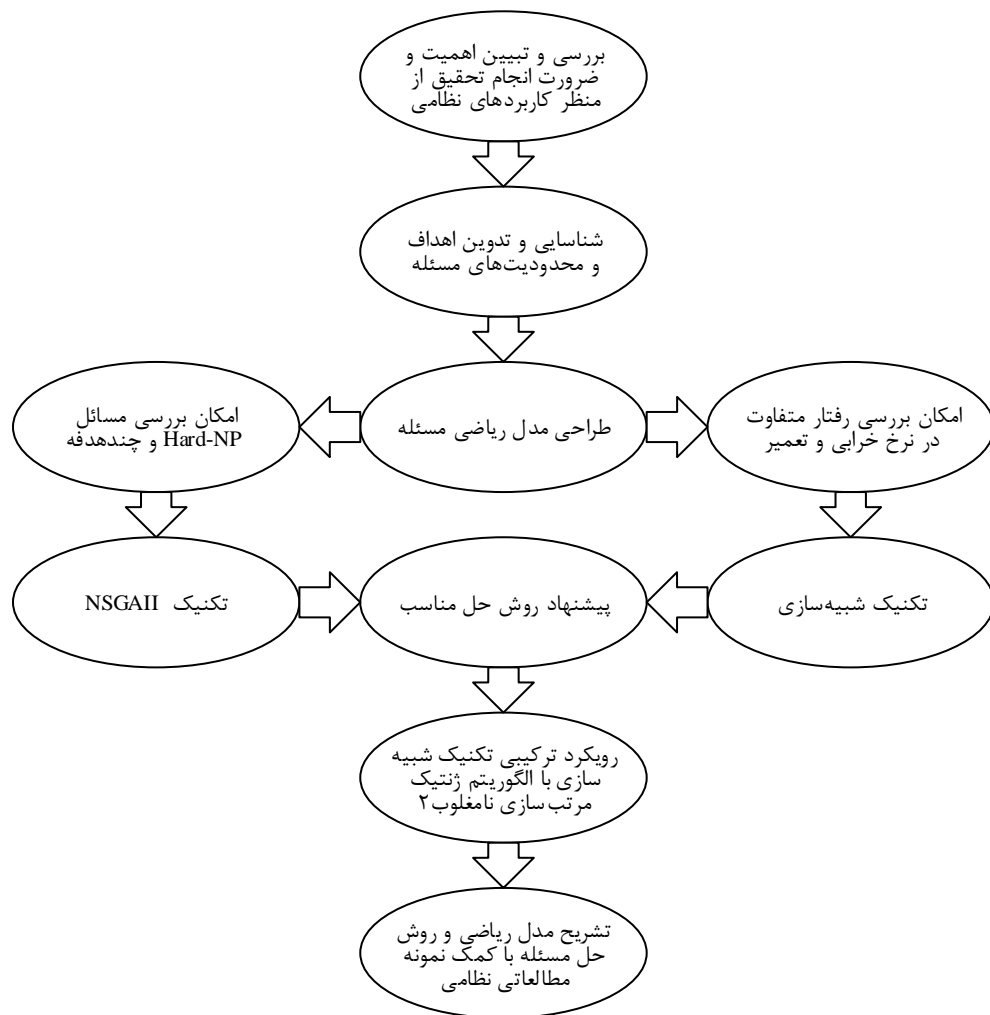 بررسی و تبیین اهمیت و
ضرورت انجام تحقیق از
منظر کاربردهای نظامی
شناسایی و تدوین اهداف
و محدودیت‌های مسئله
امکان بررسی رفتار متفاوت
در نرخ خرابی و تعمیر
طراحی مدل ریاضی مسئله
امکان بررسی مسائل
Hard-NP و چندهدفه
تکنیک شبیه‌سازی
پیشنهاد روش حل مناسب
تکنیک NSGAII
رویکرد ترکیبی تکنیک شبیه
سازی با الگوریتم ژنتیک
مرتب‌سازی نامغلوب۲
تشریح مدل ریاضی و روش
حل مسئله با کمک نمونه
مطالعاتی نظامی